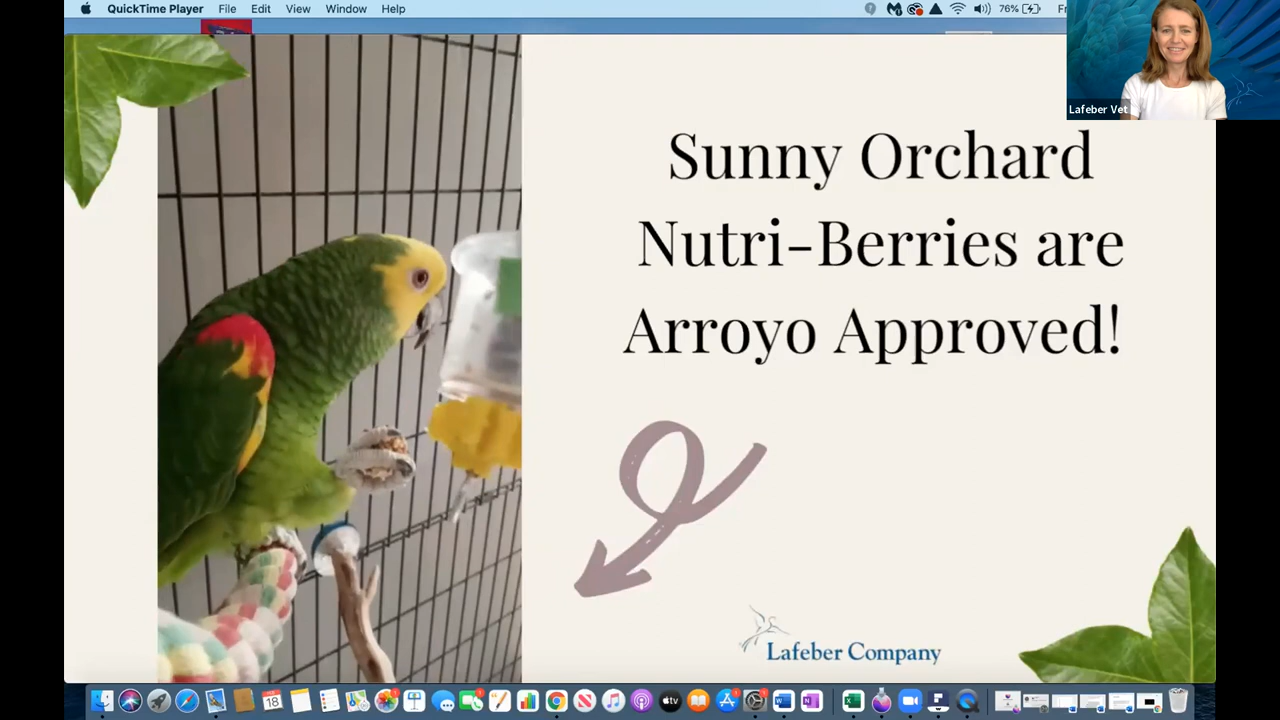 QuickTime Player File Edit View Window Help
76%
Lafeber Vet
Sunny Orchard
Nutri-Berries are
Arroyo Approved!
Lafeber Company
18
tv